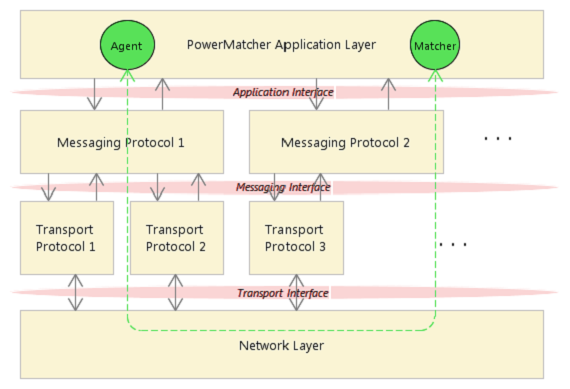 Agent
PowerMatcher Application Layer
Matcher
Application Interface
Messaging Protocol 1
Messaging Protocol 2
. . .
Messaging Interface
Transport
Protocol 1
Transport
Protocol 2
Transport
Protocol 3
. . .
Transport Interface
Network Layer